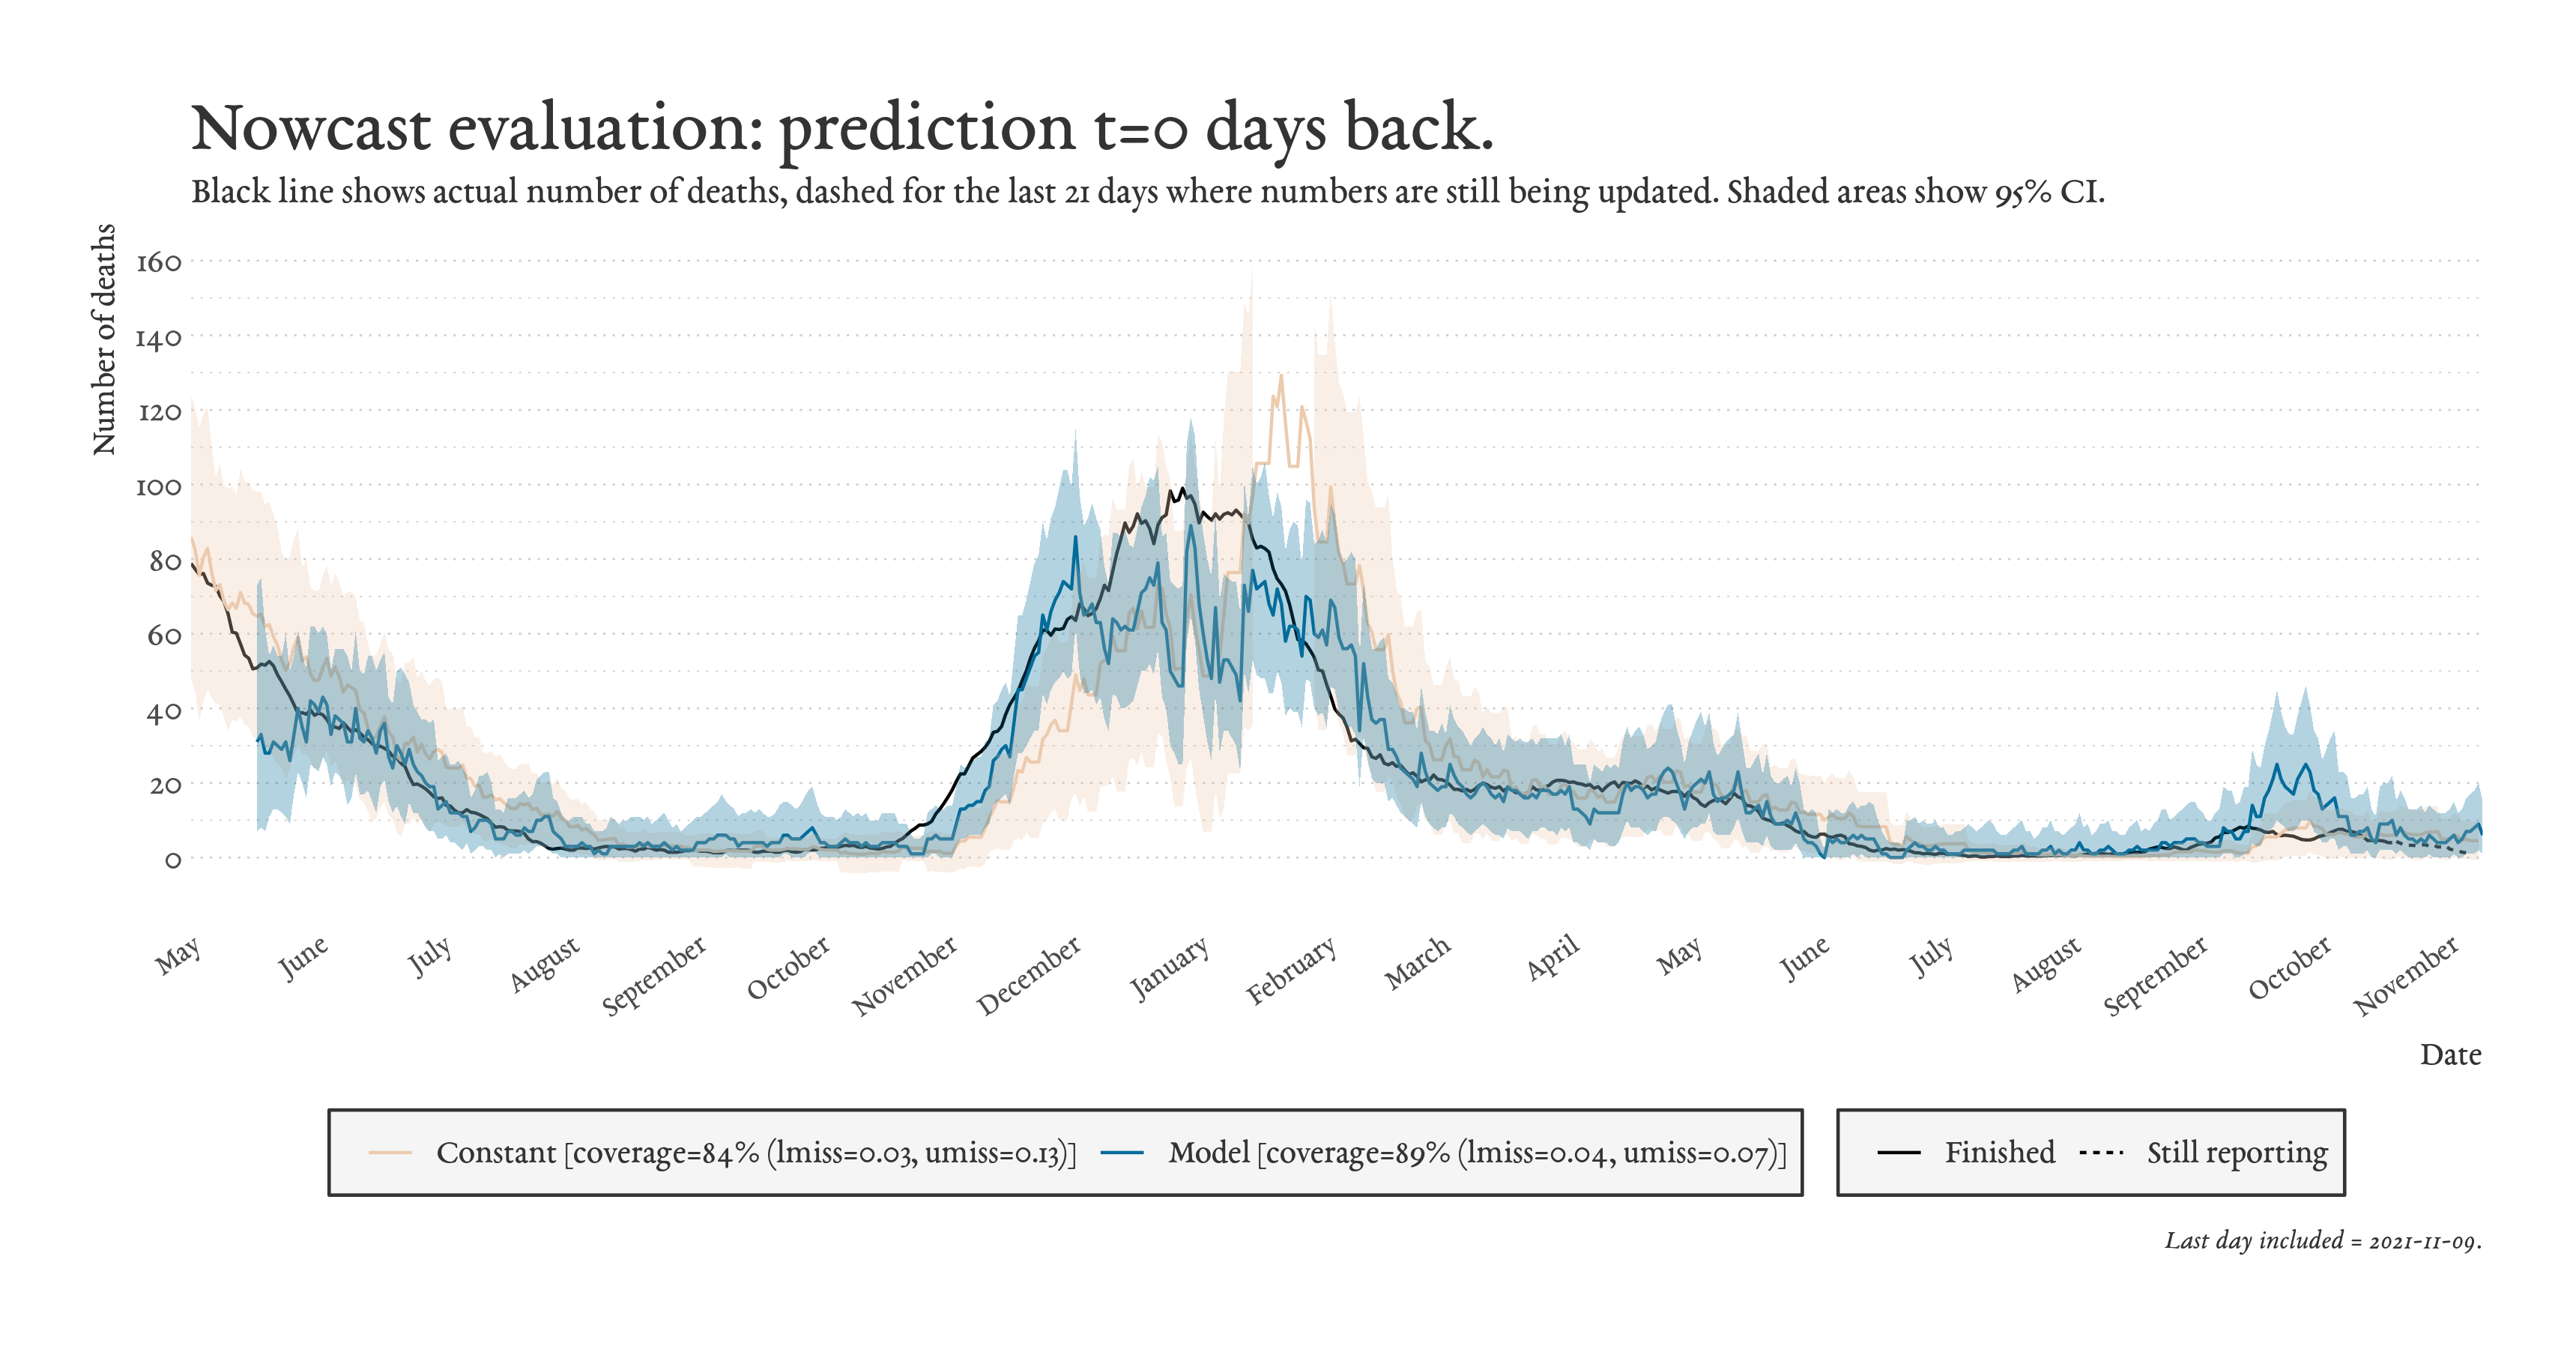 Nowcast evaluation: prediction t=0 days back.
Black line shows actual number of deaths, dashed for the last 21 days where numbers are still being updated. Shaded areas show 95% CI.
Number of deaths
160
140
120
100
80
60
40
20
0
May
June
July
August
September
October
November
December
January
February
March
April
May
June
July
August
September
October
November
Date
Constant [coverage=84% (lmiss=0.03, umiss=0.13)]
Model [coverage=89% (lmiss=0.04, umiss=0.07)]
Finished
Still reporting
Last day included = 2021-11-09.